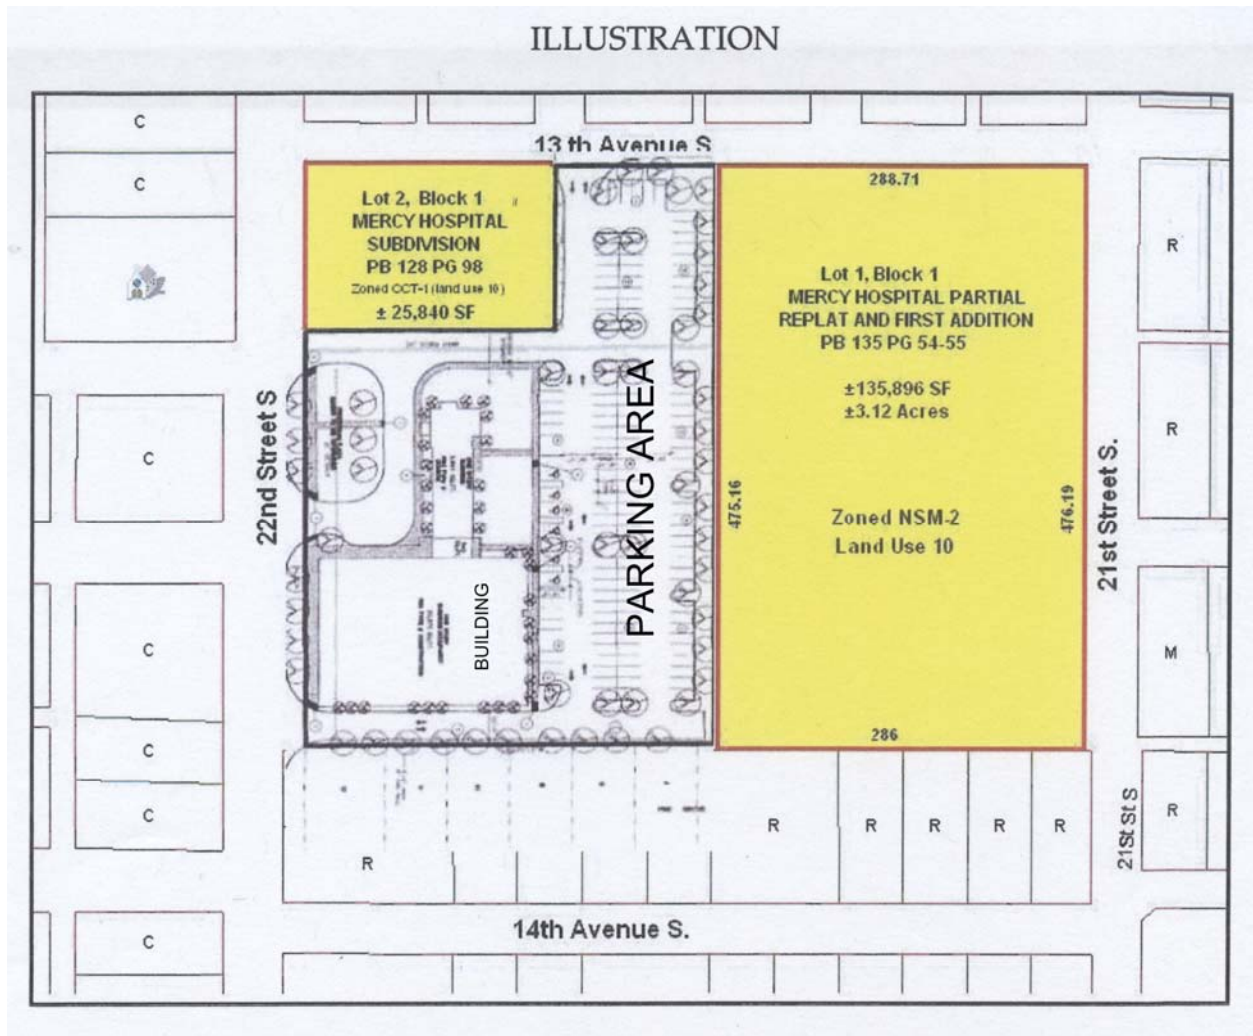 ILLUSTRATION
C
13 th Avenue S
C
288.71
Lot 2, Block 1
MERCY HOSPITAL
SUBDIVISION
PB 128 PG 98
Zoned CCT-1 (land use 10)
± 25,840 SF
R
Lot 1, Block 1
MERCY HOSPITAL PARTIAL
REPLAT AND FIRST ADDITION
PB 135 PG 54-55
±135,896 SF
±3.12 Acres
22nd Street S
PARKING AREA
R
C
475.16
476.19
21st Street S.
Zoned NSM-2
Land Use 10
BUILDING
C
M
286
C
C
R
R
R
R
R
21St St S
R
R
14th Avenue S.
C